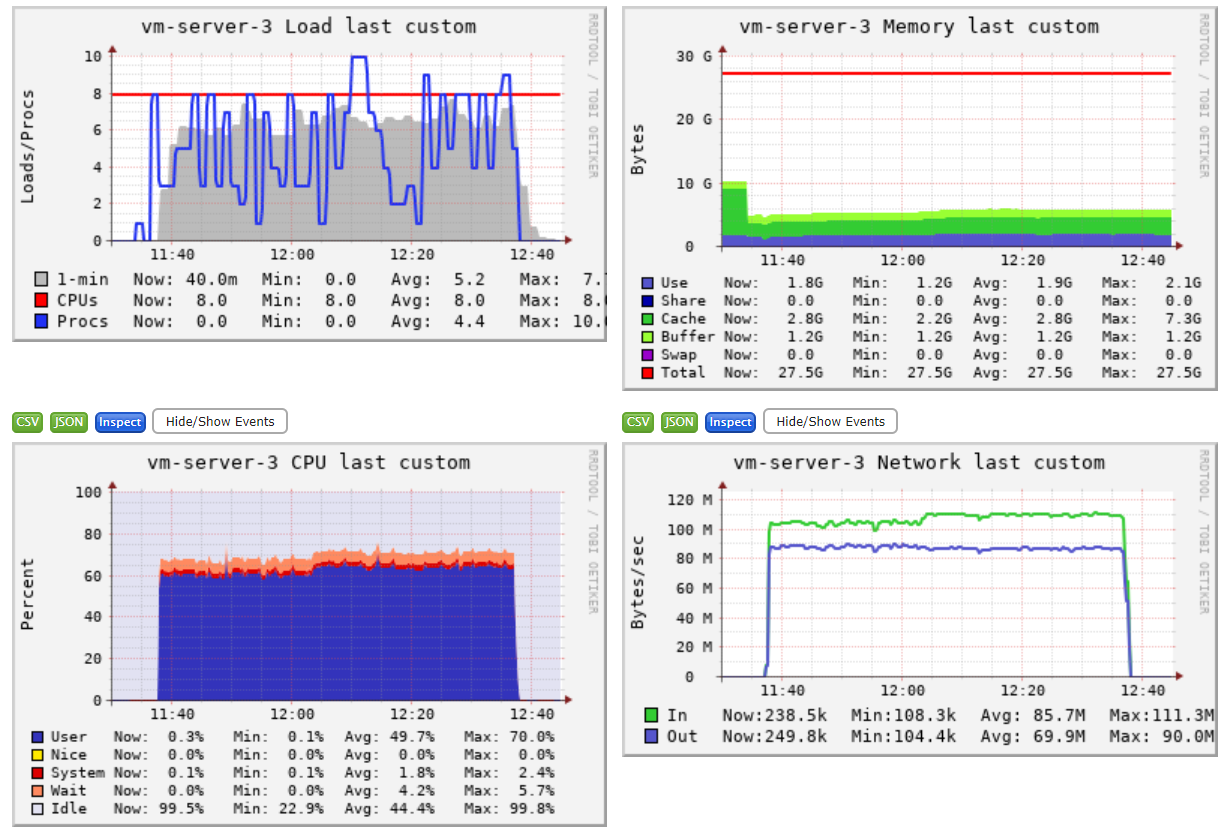 vm-server-3 Load last custom
RRDTOOL / TOBI OETIKER
Loads/Procs
10
8
6
4
2
0
11:40 12:00 12:20 12:40
1-min Now: 40.0m Min: 0.0 Avg: 5.2 Max: 7.
CPUs Now: 8.0 Min: 8.0 Avg: 8.0 Max: 8.
Procs Now: 0.0 Min: 0.0 Avg: 4.4 Max: 10.
vm-server-3 Memory last custom
RRDTOOL / TOBI OETIKER
Bytes
30 G
20 G
10 G
0
11:40 12:00 12:20 12:40
Use Now: 1.8G Min: 1.2G Avg: 1.9G Max: 2.1G
Share Now: 0.0 Min: 0.0 Avg: 0.0 Max: 0.0
Cache Now: 2.8G Min: 2.2G Avg: 2.8G Max: 7.3G
Buffer Now: 1.2G Min: 1.2G Avg: 1.2G Max: 1.2G
Swap Now: 0.0 Min: 0.0 Avg: 0.0 Max: 0.0
Total Now: 27.5G Min: 27.5G Avg: 27.5G Max: 27.5G
CSV JSON Inspect Hide/Show Events
CSV JSON Inspect Hide/Show Events
vm-server-3 CPU last custom
RRDTOOL / TOBI OETIKER
Percent
100
80
60
40
20
0
11:40 12:00 12:20 12:40
User Now: 0.3% Min: 0.1% Avg: 49.7% Max: 70.0%
Nice Now: 0.0% Min: 0.0% Avg: 0.0% Max: 0.0%
System Now: 0.1% Min: 0.1% Avg: 1.8% Max: 2.4%
Wait Now: 0.0% Min: 0.0% Avg: 4.2% Max: 5.7%
Idle Now: 99.5% Min: 22.9% Avg: 44.4% Max: 99.8%
vm-server-3 Network last custom
RRDTOOL / TOBI OETIKER
Bytes/sec
120 M
100 M
80 M
60 M
40 M
20 M
0
11:40 12:00 12:20 12:40
In Now:238.5k Min:108.3k Avg: 85.7M Max:111.3M
Out Now:249.8k Min:104.4k Avg: 69.9M Max: 90.0M